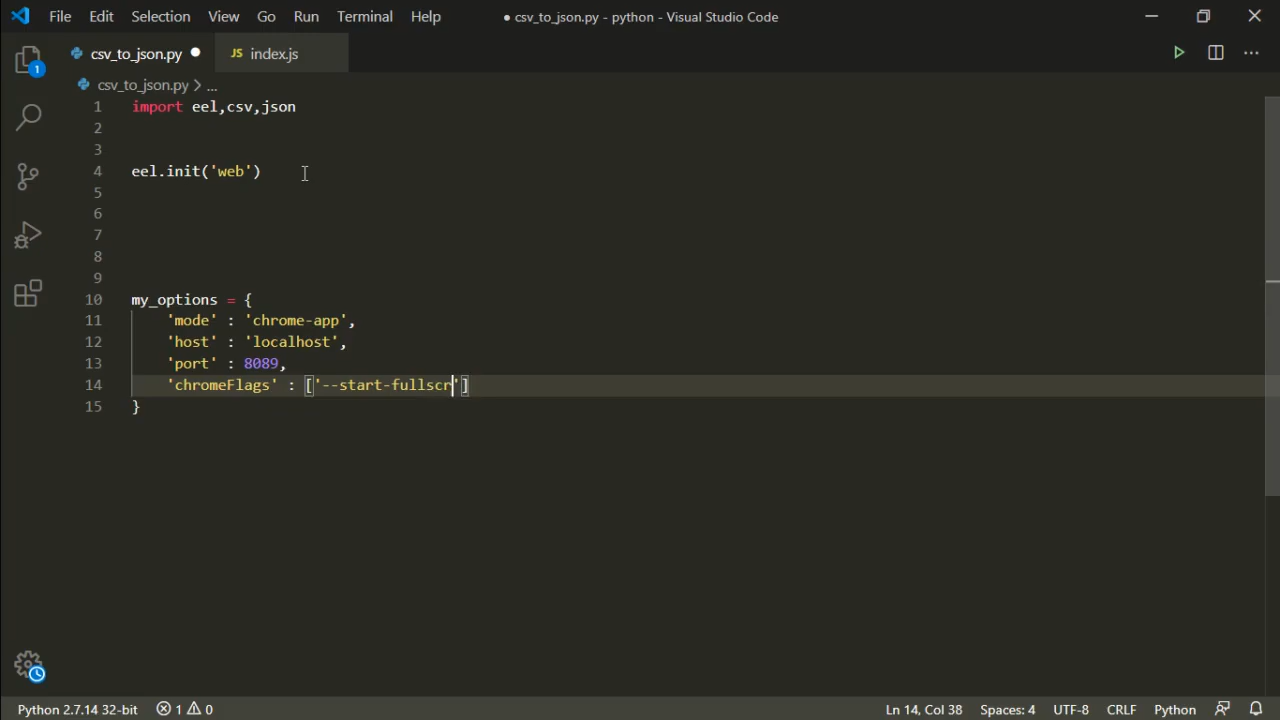 File Edit Selection View Go Run Terminal Help ● csv_to_json.py - python - Visual Studio Code
csv_to_json.py ● JS index.js
csv_to_json.py > ...
1 import eel,csv,json
2
3
4 eel.init('web')
5
6
7
8
9
10 my_options = {
11 'mode' : 'chrome-app',
12 'host' : 'localhost',
13 'port' : 8089,
14 'chromeFlags' : ['--start-fullscr']
15 }
1
Python 2.7.14 32-bit 1 0 Ln 14, Col 38 Spaces: 4 UTF-8 CRLF Python